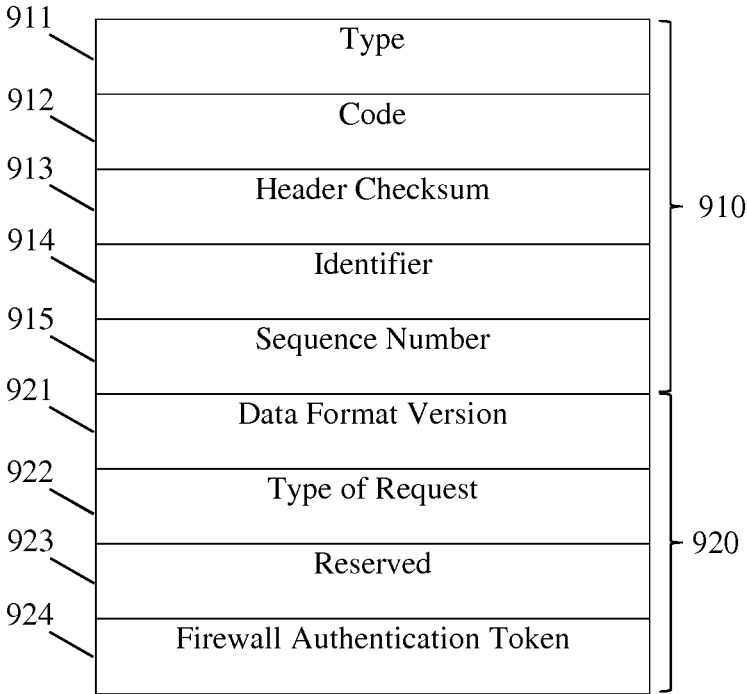 911
Type
912
Code
913
Header Checksum
910
914
Identifier
915
Sequence Number
921
Data Format Version
922
Type of Request
923
Reserved
920
924
Firewall Authentication Token